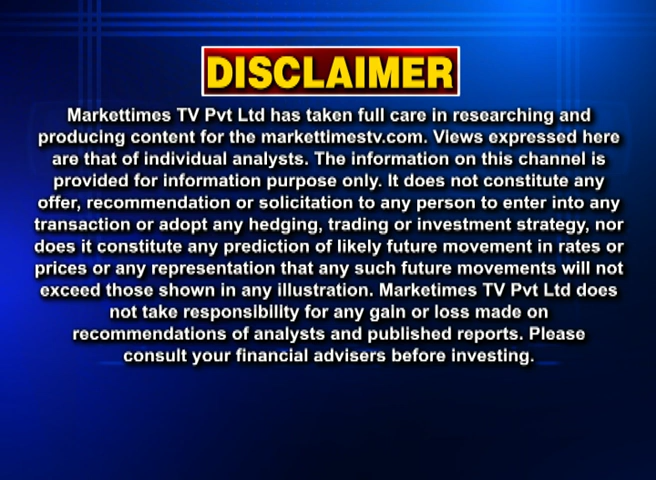 DISCLAIMER
Markettimes TV Pvt Ltd has taken full care in researching and
producing content for the markettimestv.com. Views expressed here
are that of individual analysts. The information on this channel is
provided for information purpose only. It does not constitute any
offer, recommendation or solicitation to any person to enter into any
transaction or adopt any hedging, trading or investment strategy, nor
does it constitute any prediction of likely future movement in rates or
prices or any representation that any such future movements will not
exceed those shown in any illustration. Marketimes TV Pvt Ltd does
not take responsibility for any gain or loss made on
recommendations of analysts and published reports. Please
consult your financial advisers before investing.